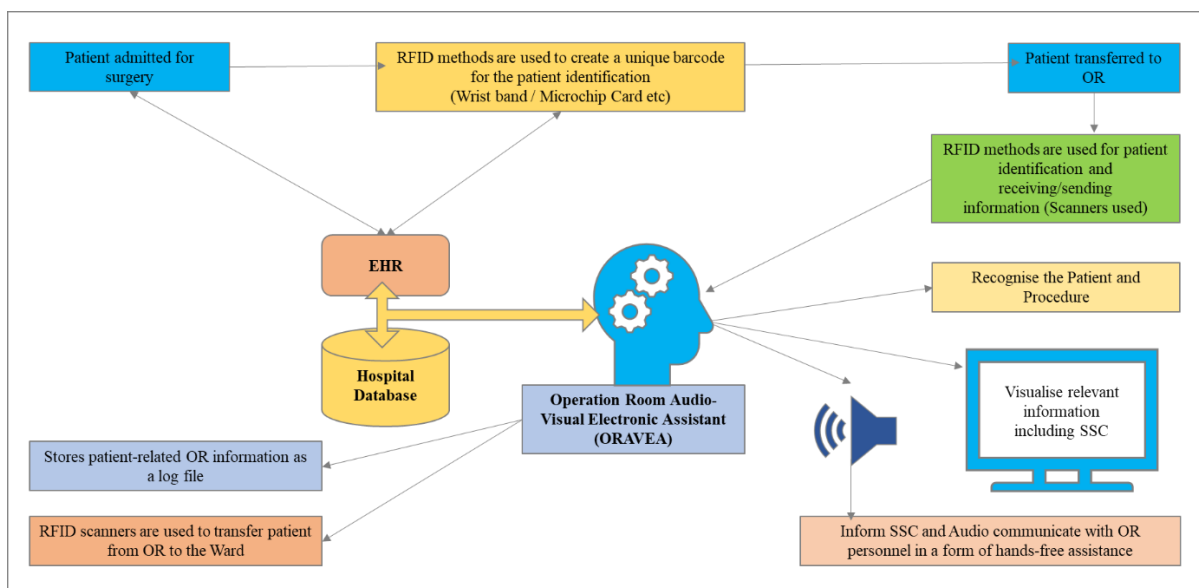 Patient admitted for
surgery
RFID methods are used to create a unique barcode
for the patient identification
(Wrist band / Microchip Card etc)
Patient transferred to
OR
RFID methods are used for patient
identification and
receiving/sending
information (Scanners used)
EHR
Recognise the Patient and
Procedure
Hospital
Database
Operation Room Audio-
Visual Electronic Assistant
(ORAVEA)
Visualise relevant
information
including SSC
Stores patient-related OR information as
a log file
RFID scanners are used to transfer patient
from OR to the Ward
Inform SSC and Audio communicate with OR
personnel in a form of hands-free assistance